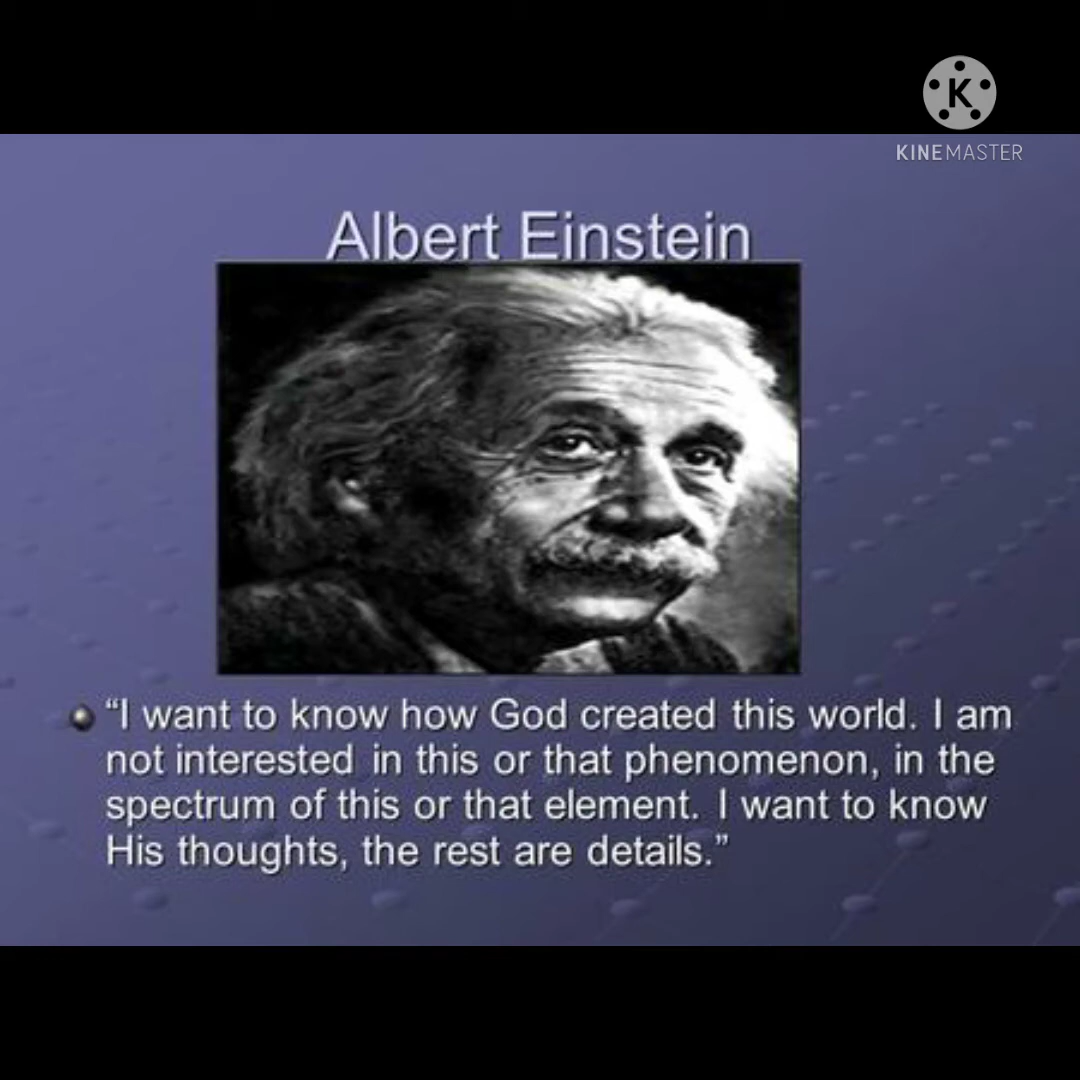 K
KINEMASTER
Albert Einstein
“I want to know how God created this world. I am
not interested in this or that phenomenon, in the
spectrum of this or that element. I want to know
His thoughts, the rest are details.”